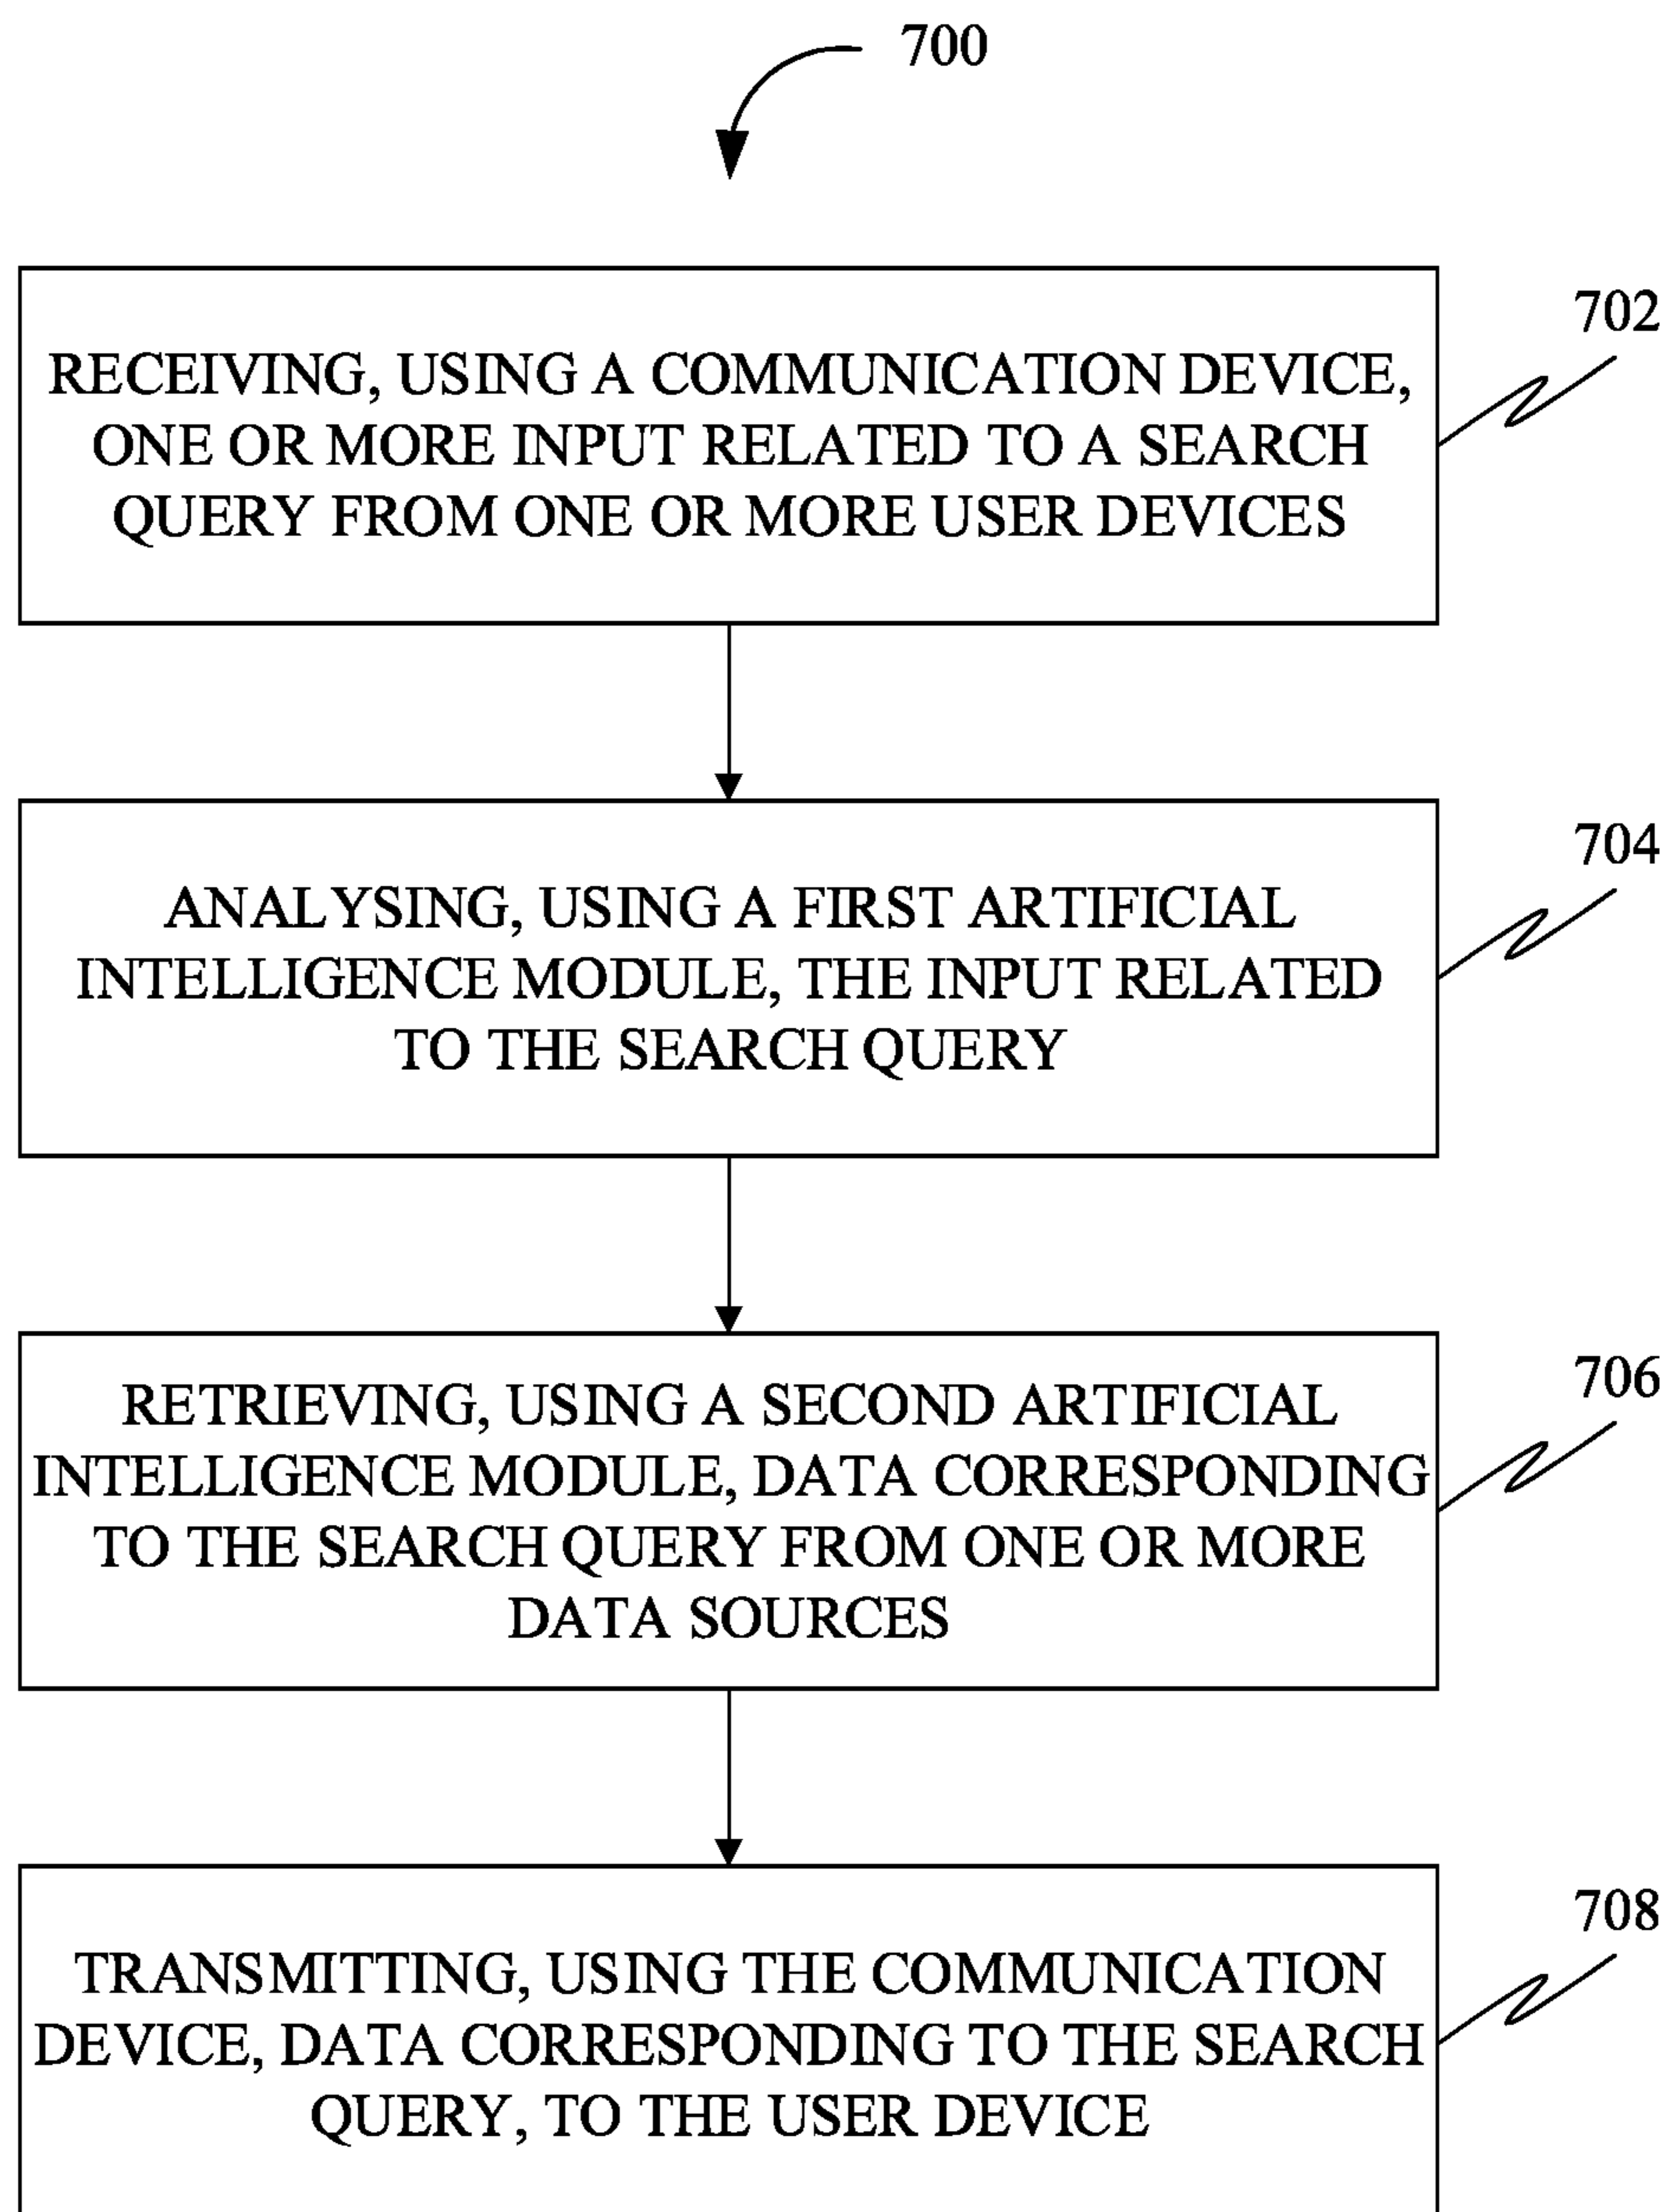 700
702
RECEIVING, USING A COMMUNICATION DEVICE,
ONE OR MORE INPUT RELATED TO A SEARCH
QUERY FROM ONE OR MORE USER DEVICES
704
ANALYSING, USING A FIRST ARTIFICIAL
INTELLIGENCE MODULE, THE INPUT RELATED
TO THE SEARCH QUERY
706
RETRIEVING, USING A SECOND ARTIFICIAL
INTELLIGENCE MODULE, DATA CORRESPONDING
TO THE SEARCH QUERY FROM ONE OR MORE
DATA SOURCES
708
TRANSMITTING, USING THE COMMUNICATION
DEVICE, DATA CORRESPONDING TO THE SEARCH
QUERY, TO THE USER DEVICE